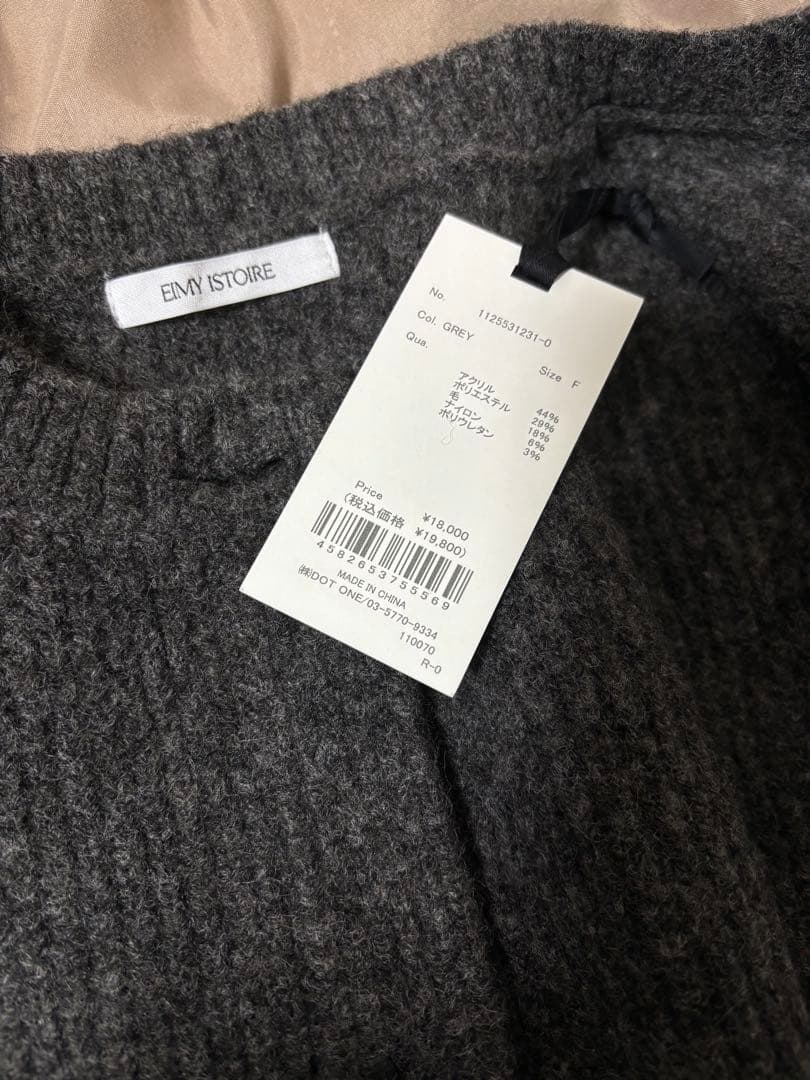 EIMY ISTOIRE
No. 1125531231-0
Col. GREY Size F
Qua.
アクリル 44%
ポリエステル 29%
毛 18%
ナイロン 6%
ポリウレタン 3%
Price ¥18,000
(税込価格 ¥19,800)
4582653755569
MADE IN CHINA
㈱DOT ONE/03-5770-9334
110070
R-0